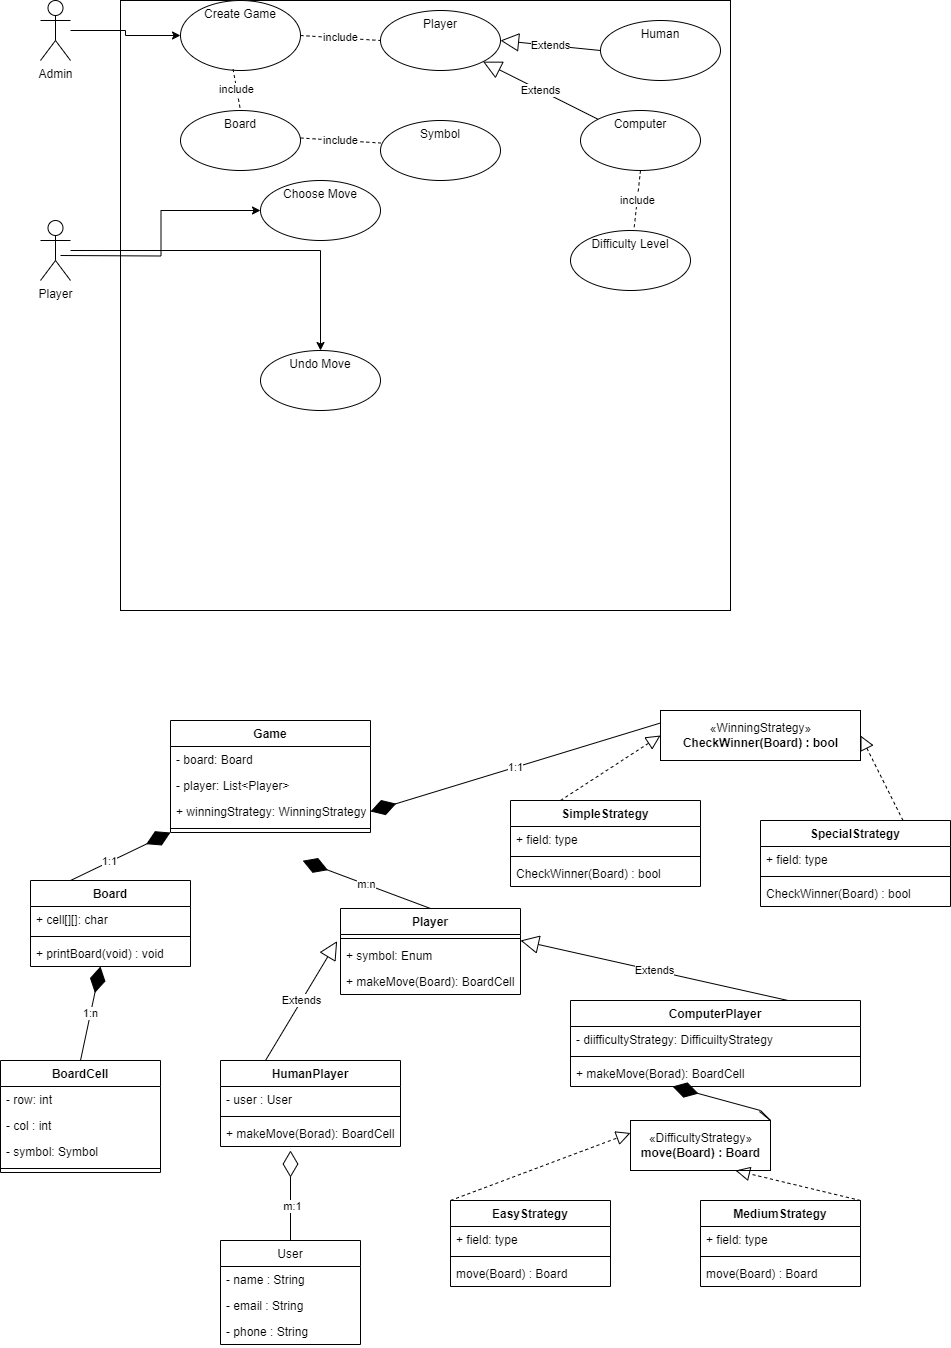 Create Game
include
Player
Extends
Human
Admin
include
Extends
Board
include
Symbol
Computer
Choose Move
include
Player
Difficulty Level
Undo Move
Game
- board: Board
- player: List<Player>
+ winningStrategy: WinningStrategy
1:1
«WinningStrategy»
CheckWinner(Board) : bool
SimpleStrategy
+ field: type
CheckWinner(Board) : bool
SpecialStrategy
+ field: type
CheckWinner(Board) : bool
1:1
m:n
Board
+ cell[][]: char
+ printBoard(void) : void
Player
+ symbol: Enum
+ makeMove(Board): BoardCell
Extends
Extends
1:n
BoardCell
- row: int
- col : int
- symbol: Symbol
HumanPlayer
- user : User
+ makeMove(Borad): BoardCell
ComputerPlayer
- diifficultyStrategy: DifficuiltyStrategy
+ makeMove(Borad): BoardCell
«DifficultyStrategy»
move(Board) : Board
m:1
EasyStrategy
+ field: type
move(Board) : Board
MediumStrategy
+ field: type
move(Board) : Board
User
- name : String
- email : String
- phone : String